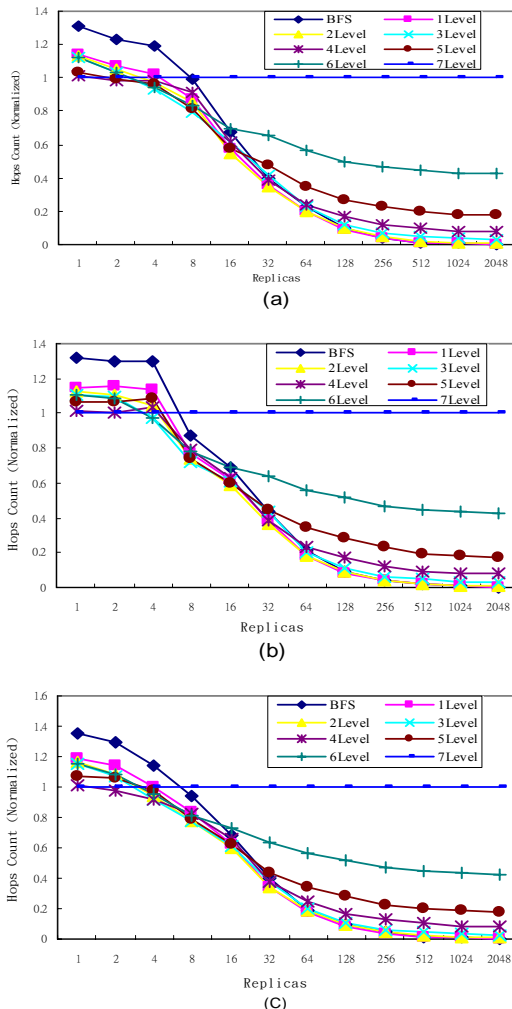 1.4
1.2
1
0.8
0.6
0.4
0.2
0
Hops Count (Normalized)
BFS 1Level
2Level 3Level
4Level 5Level
6Level 7Level
1 2 4 8 16 32 64 128 256 512 1024 2048
Replicas
(a)
1.4
1.2
1
0.8
0.6
0.4
0.2
0
Hops Count (Normalized)
BFS 1Level
2Level 3Level
4Level 5Level
6Level 7Level
1 2 4 8 16 32 64 128 256 512 1024 2048
Replicas
(b)
1.6
1.4
1.2
1
0.8
0.6
0.4
0.2
0
Hops Count (Normalized)
BFS 1Level
2Level 3Level
4Level 5Level
6Level 7Level
1 2 4 8 16 32 64 128 256 512 1024 2048
Replicas
(C)